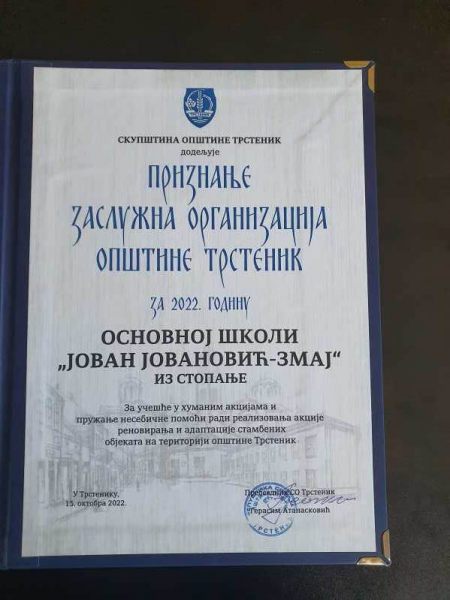 СКУПШТИНА ОПШТИНЕ ТРСТЕНИК
додељује
ПРИЗНАЊЕ
ЗАСЛУЖНА ОРГАНИЗАЦИЈА
ОПШТИНЕ ТРСТЕНИК
ЗА 2022. ГОДИНУ
ОСНОВНОЈ ШКОЛИ
„ЈОВАН ЈОВАНОВИЋ-ЗМАЈ“
ИЗ СТОПАЊЕ
За учешће у хуманим акцијама и
пружање несебичне помоћи ради реализовања акције
реновирања и адаптације стамбених
објеката на територији општине Трстеник
У Трстенику,
15. октобра 2022.
Председник СО Трстеник
Герасим Атанасковић